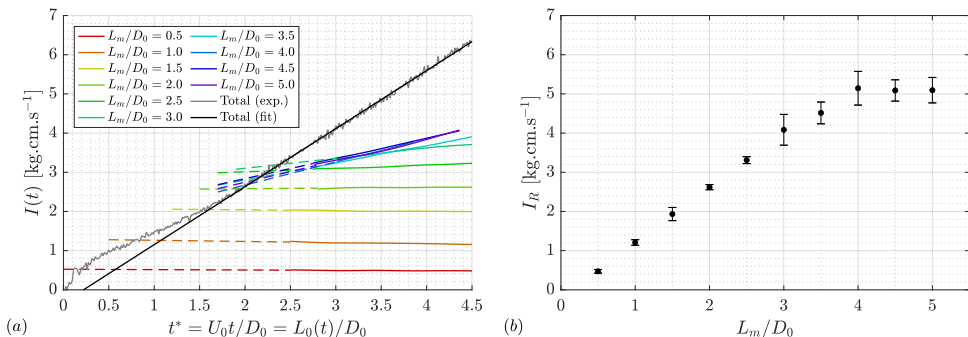 7
6
5
4
3
2
1
0
I(t) [kg.cm.s⁻¹]
L_m/D_0 = 0.5
L_m/D_0 = 1.0
L_m/D_0 = 1.5
L_m/D_0 = 2.0
L_m/D_0 = 2.5
L_m/D_0 = 3.0
L_m/D_0 = 3.5
L_m/D_0 = 4.0
L_m/D_0 = 4.5
L_m/D_0 = 5.0
Total (exp.)
Total (fit)
0 0.5 1 1.5 2 2.5 3 3.5 4 4.5
t* = U_0t/D_0 = L_0(t)/D_0
(a)
7
6
5
4
3
2
1
0
I_R [kg.cm.s⁻¹]
0 1 2 3 4 5
L_m/D_0
(b)